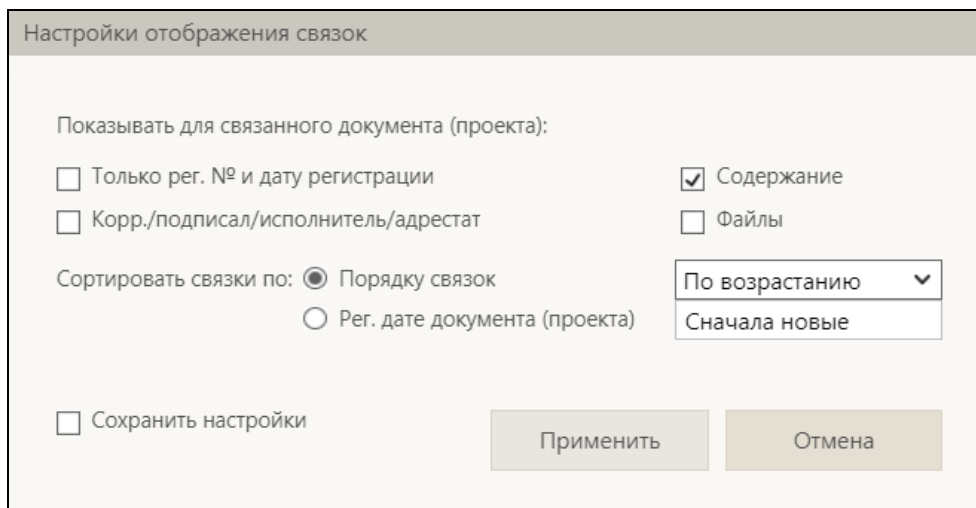 Настройки отображения связок
Показывать для связанного документа (проекта):
Только рег. № и дату регистрации
Содержание
Корр./подписал/исполнитель/адрестат
Файлы
Сортировать связки по: Порядку связок
По возрастанию
Рег. дате документа (проекта)
Сначала новые
Сохранить настройки
Применить
Отмена